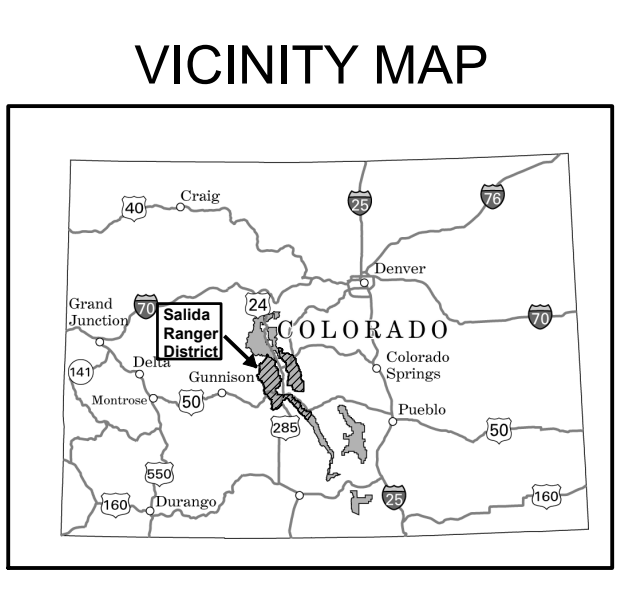 VICINITY MAP
Craig
40
25
76
Denver
24
Grand
Junction
70
Salida
Ranger
District
COLORADO
70
Delta
141
Gunnison
Colorado
Springs
Montrose
50
Pueblo
285
50
550
160
Durango
25
160